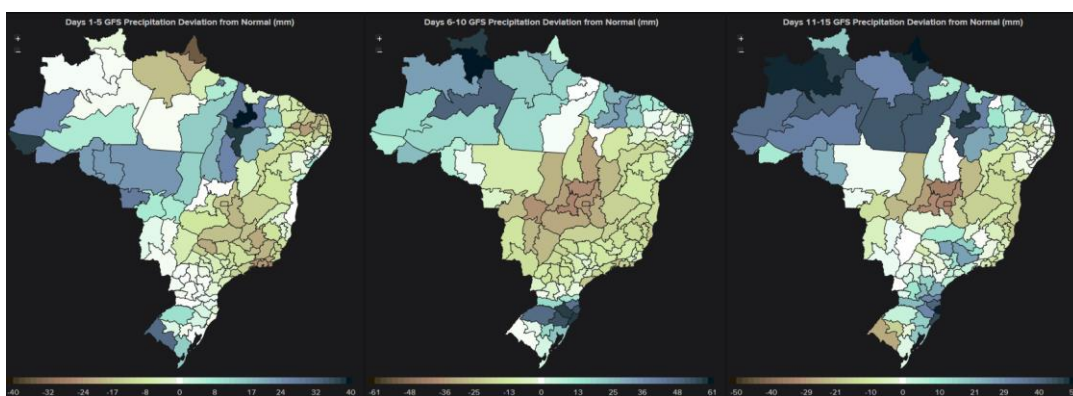 Days 1-5 GFS Precipitation Deviation from Normal (mm)
Days 6-10 GFS Precipitation Deviation from Normal (mm)
Days 11-15 GFS Precipitation Deviation from Normal (mm)
+
−
+
−
+
−
-40 -32 -24 -17 -8 0 8 17 24 32 40
-61 -48 -36 -25 -13 0 13 25 36 48 61
-50 -40 -29 -20 -10 0 10 20 29 40